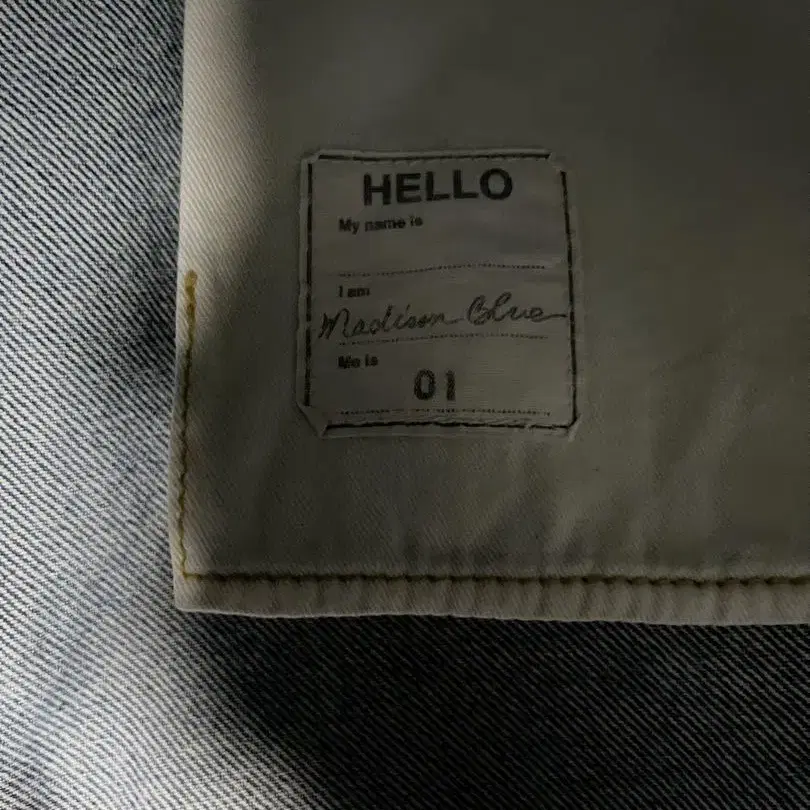 HELLO
My name is
I am
Madison Blue
Me is
01